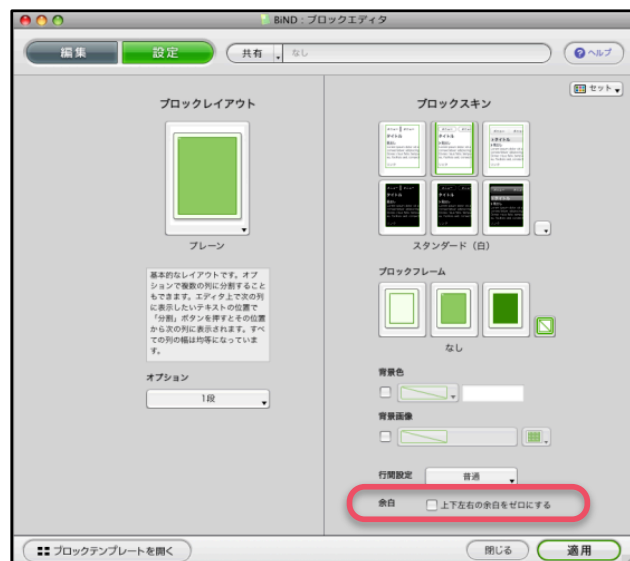 BiND : ブロックエディタ
編集
設定
共有
なし
ヘルプ
セット
ブロックレイアウト
プレーン
基本的なレイアウトです。オプ
ションで複数の列に分割すること
もできます。エディタ上で次の列
に表示したいテキストの位置で
「分割」ボタンを押すとその位置
から次の列に表示されます。すべ
ての列の幅は均等になっていま
す。
オプション
1段
ブロックスキン
スタンダード（白）
ブロックフレーム
なし
背景色
背景画像
行間設定
普通
余白
上下左右の余白をゼロにする
ブロックテンプレートを開く
閉じる
適用